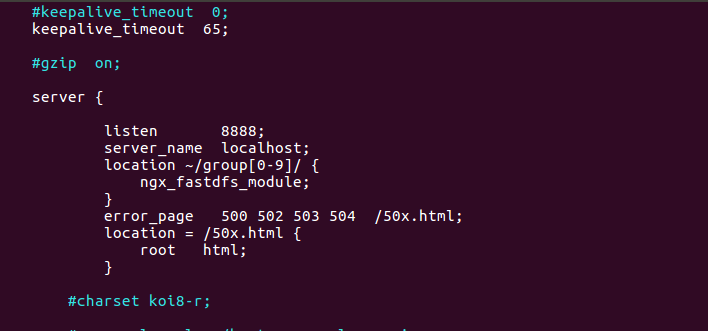 #keepalive_timeout  0;
keepalive_timeout  65;
#gzip  on;
server {
listen       8888;
server_name  localhost;
location ~/group[0-9]/ {
ngx_fastdfs_module;
}
error_page   500 502 503 504  /50x.html;
location = /50x.html {
root   html;
}
#charset koi8-r;